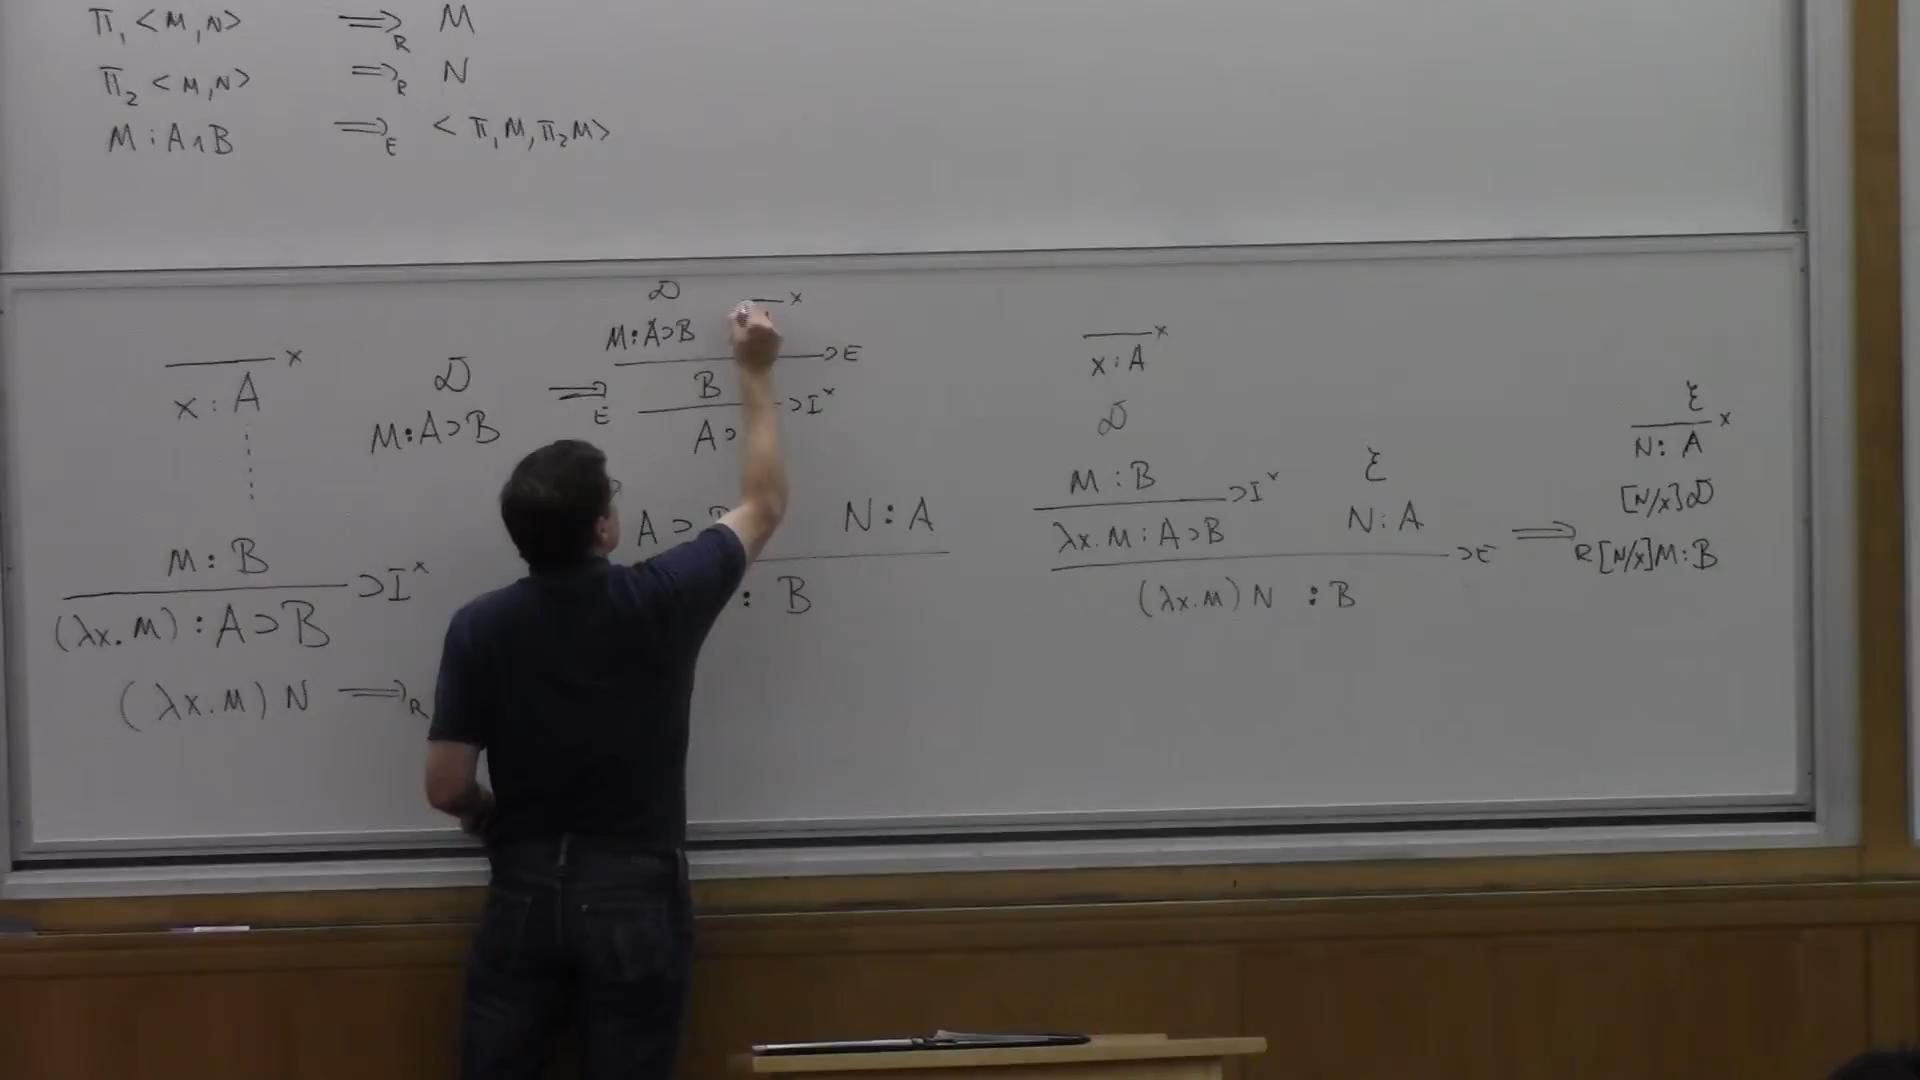 π₁ <M,N> ⟹R M
π₂ <M,N> ⟹R N
M : A∧B ⟹E <π₁M, π₂M>
x
x : A
M : B
⊃Iˣ
(λx.M) : A⊃B
(λx.M) N ⟹R
𝒟
M:A⊃B
⟹E
𝒟 x
M:A⊃B
⊃E
B
⊃Iˣ
A⊃
A⊃ N : A
: B
x
x : A
𝒟
M : B
⊃Iˣ
λx.M : A⊃B
ℰ
N : A
⊃E
(λx.M) N : B
⟹R
ℰ
x
N : A
[N/x]𝒟
[N/x]M:B